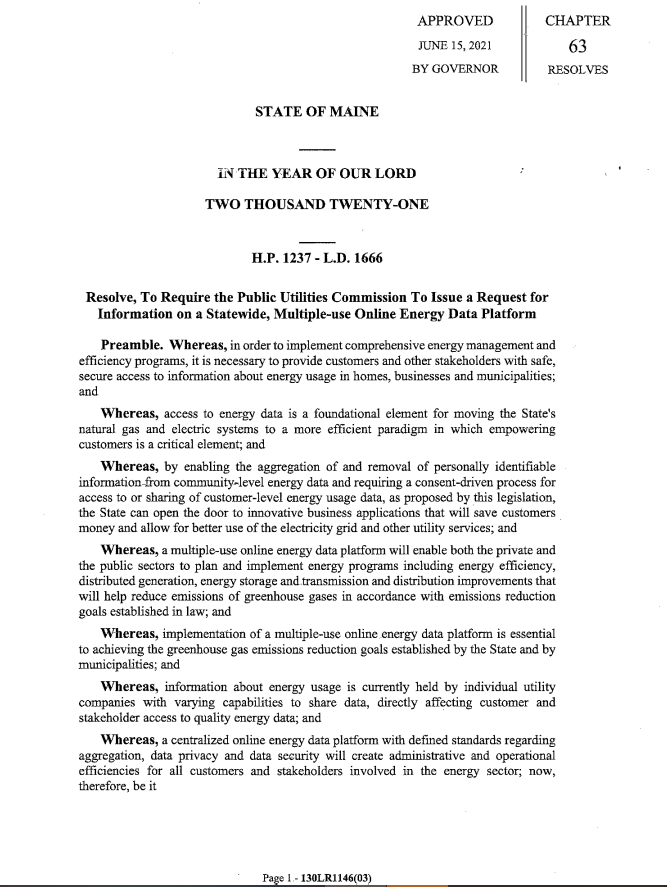 APPROVED
JUNE 15, 2021
BY GOVERNOR
CHAPTER
63
RESOLVES
STATE OF MAINE
IN THE YEAR OF OUR LORD
TWO THOUSAND TWENTY-ONE
H.P. 1237 - L.D. 1666
Resolve, To Require the Public Utilities Commission To Issue a Request for
Information on a Statewide, Multiple-use Online Energy Data Platform
Preamble. Whereas, in order to implement comprehensive energy management and
efficiency programs, it is necessary to provide customers and other stakeholders with safe,
secure access to information about energy usage in homes, businesses and municipalities;
and
Whereas, access to energy data is a foundational element for moving the State's
natural gas and electric systems to a more efficient paradigm in which empowering
customers is a critical element; and
Whereas, by enabling the aggregation of and removal of personally identifiable
information from community-level energy data and requiring a consent-driven process for
access to or sharing of customer-level energy usage data, as proposed by this legislation,
the State can open the door to innovative business applications that will save customers
money and allow for better use of the electricity grid and other utility services; and
Whereas, a multiple-use online energy data platform will enable both the private and
the public sectors to plan and implement energy programs including energy efficiency,
distributed generation, energy storage and transmission and distribution improvements that
will help reduce emissions of greenhouse gases in accordance with emissions reduction
goals established in law; and
Whereas, implementation of a multiple-use online energy data platform is essential
to achieving the greenhouse gas emissions reduction goals established by the State and by
municipalities; and
Whereas, information about energy usage is currently held by individual utility
companies with varying capabilities to share data, directly affecting customer and
stakeholder access to quality energy data; and
Whereas, a centralized online energy data platform with defined standards regarding
aggregation, data privacy and data security will create administrative and operational
efficiencies for all customers and stakeholders involved in the energy sector; now,
therefore, be it
Page 1 - 130LR1146(03)